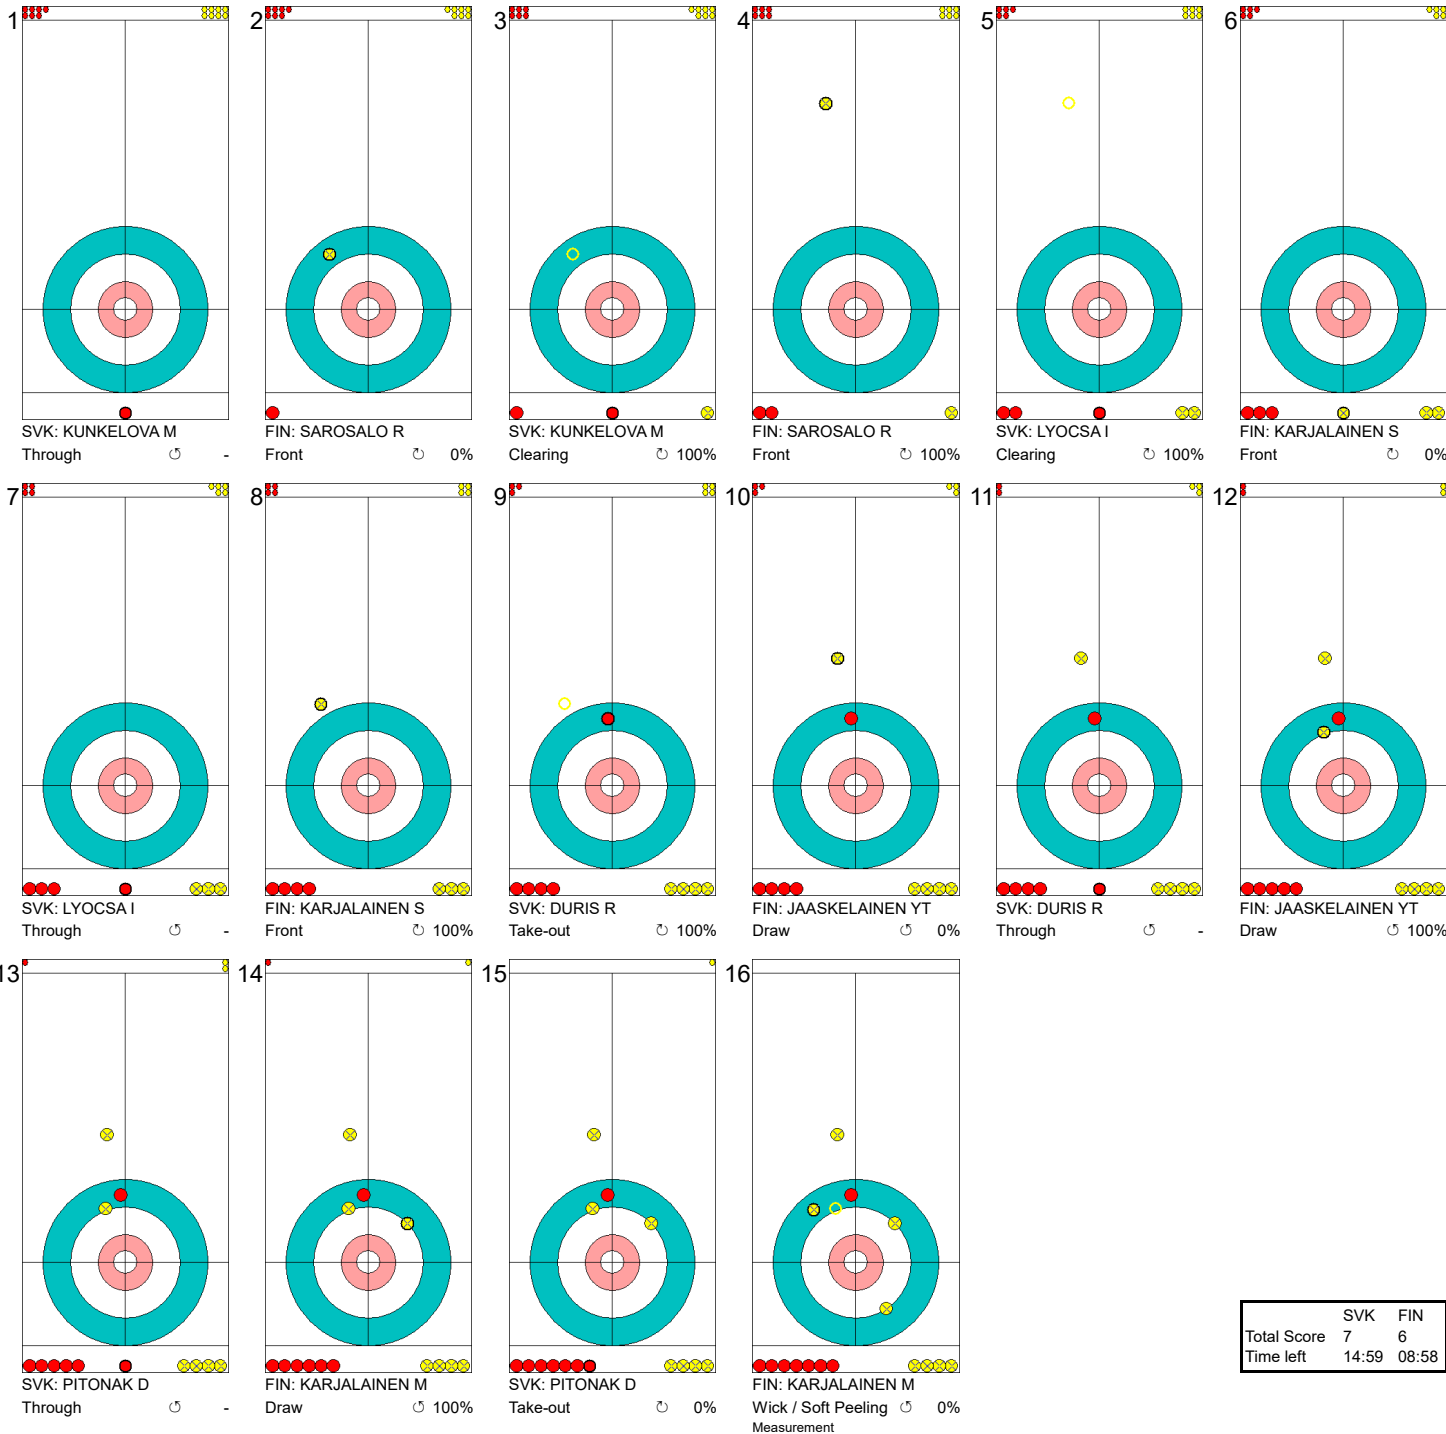 1 2 3 4 5 6
SVK: KUNKELOVA M FIN: SAROSALO R SVK: KUNKELOVA M FIN: SAROSALO R SVK: LYOCSA I FIN: KARJALAINEN S
Through ↺ - Front ↻ 0% Clearing ↻ 100% Front ↻ 100% Clearing ↻ 100% Front ↻ 0%
7 8 9 10 11 12
SVK: LYOCSA I FIN: KARJALAINEN S SVK: DURIS R FIN: JAASKELAINEN YT SVK: DURIS R FIN: JAASKELAINEN YT
Through ↺ - Front ↻ 100% Take-out ↻ 100% Draw ↺ 0% Through ↺ - Draw ↺ 100%
13 14 15 16
SVK: PITONAK D FIN: KARJALAINEN M SVK: PITONAK D FIN: KARJALAINEN M
Through ↺ - Draw ↺ 100% Take-out ↻ 0% Wick / Soft Peeling ↺ 0%
Measurement
SVK FIN
Total Score 7 6
Time left 14:59 08:58